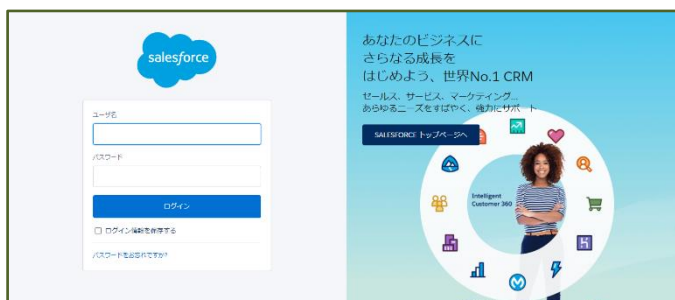 salesforce
ユーザ名
パスワード
ログイン
ログイン情報を保存する
パスワードをお忘れですか?
あなたのビジネスに
さらなる成長を
はじめよう、世界No.1 CRM
セールス、サービス、マーケティング...
あらゆるニーズをすばやく、強力にサポート
SALESFORCE トップページへ
Intelligent
Customer 360